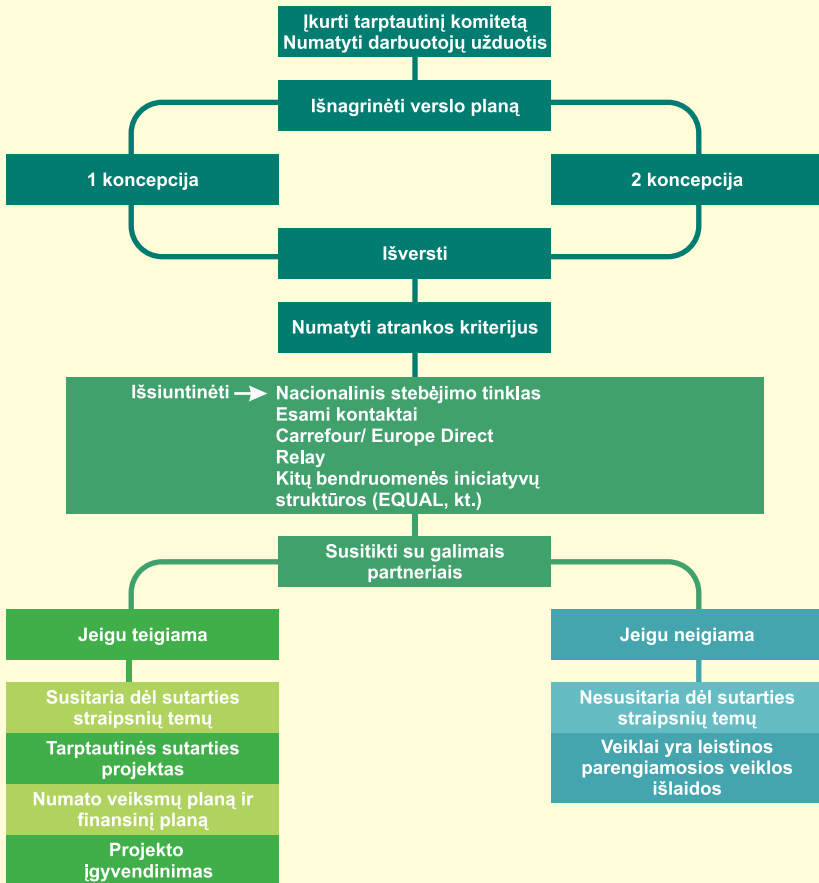 Įkurti tarptautinį komitetą
Numatyti darbuotojų užduotis
Išnagrinėti verslo planą
1 koncepcija
2 koncepcija
Išversti
Numatyti atrankos kriterijus
Išsiuntinėti
Nacionalinis stebėjimo tinklas
Esami kontaktai
Carrefour/ Europe Direct
Relay
Kitų bendruomenės iniciatyvų
struktūros (EQUAL, kt.)
Susitikti su galimais
partneriais
Jeigu teigiama
Susitaria dėl sutarties
straipsnių temų
Tarptautinės sutarties
projektas
Numato veiksmų planą ir
finansinį planą
Projekto
įgyvendinimas
Jeigu neigiama
Nesusitaria dėl sutarties
straipsnių temų
Veiklai yra leistinos
parengiamosios veiklos
išlaidos